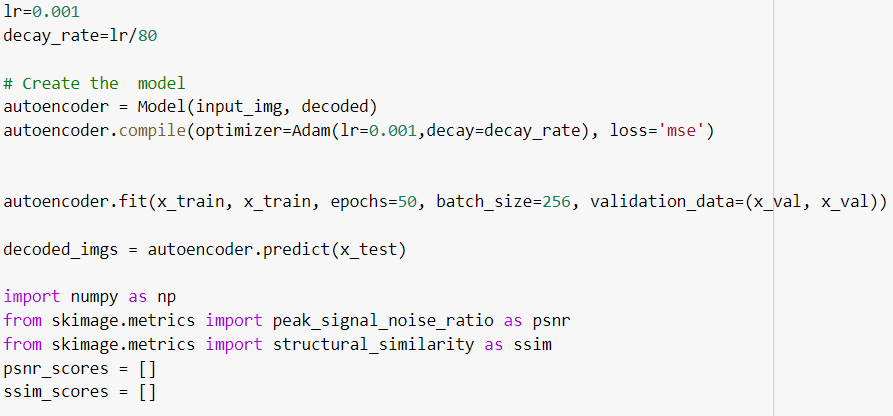 lr=0.001
decay_rate=lr/80
# Create the  model
autoencoder = Model(input_img, decoded)
autoencoder.compile(optimizer=Adam(lr=0.001,decay=decay_rate), loss='mse')
autoencoder.fit(x_train, x_train, epochs=50, batch_size=256, validation_data=(x_val, x_val))
decoded_imgs = autoencoder.predict(x_test)
import numpy as np
from skimage.metrics import peak_signal_noise_ratio as psnr
from skimage.metrics import structural_similarity as ssim
psnr_scores = []
ssim_scores = []